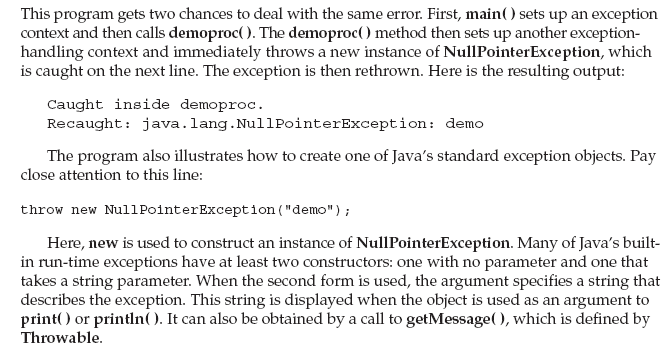 This program gets two chances to deal with the same error. First, main( ) sets up an exception
context and then calls demoproc( ). The demoproc( ) method then sets up another exception-
handling context and immediately throws a new instance of NullPointerException, which
is caught on the next line. The exception is then rethrown. Here is the resulting output:
Caught inside demoproc.
Recaught: java.lang.NullPointerException: demo
The program also illustrates how to create one of Java's standard exception objects. Pay
close attention to this line:
throw new NullPointerException("demo");
Here, new is used to construct an instance of NullPointerException. Many of Java's built-
in run-time exceptions have at least two constructors: one with no parameter and one that
takes a string parameter. When the second form is used, the argument specifies a string that
describes the exception. This string is displayed when the object is used as an argument to
print( ) or println( ). It can also be obtained by a call to getMessage( ), which is defined by
Throwable.